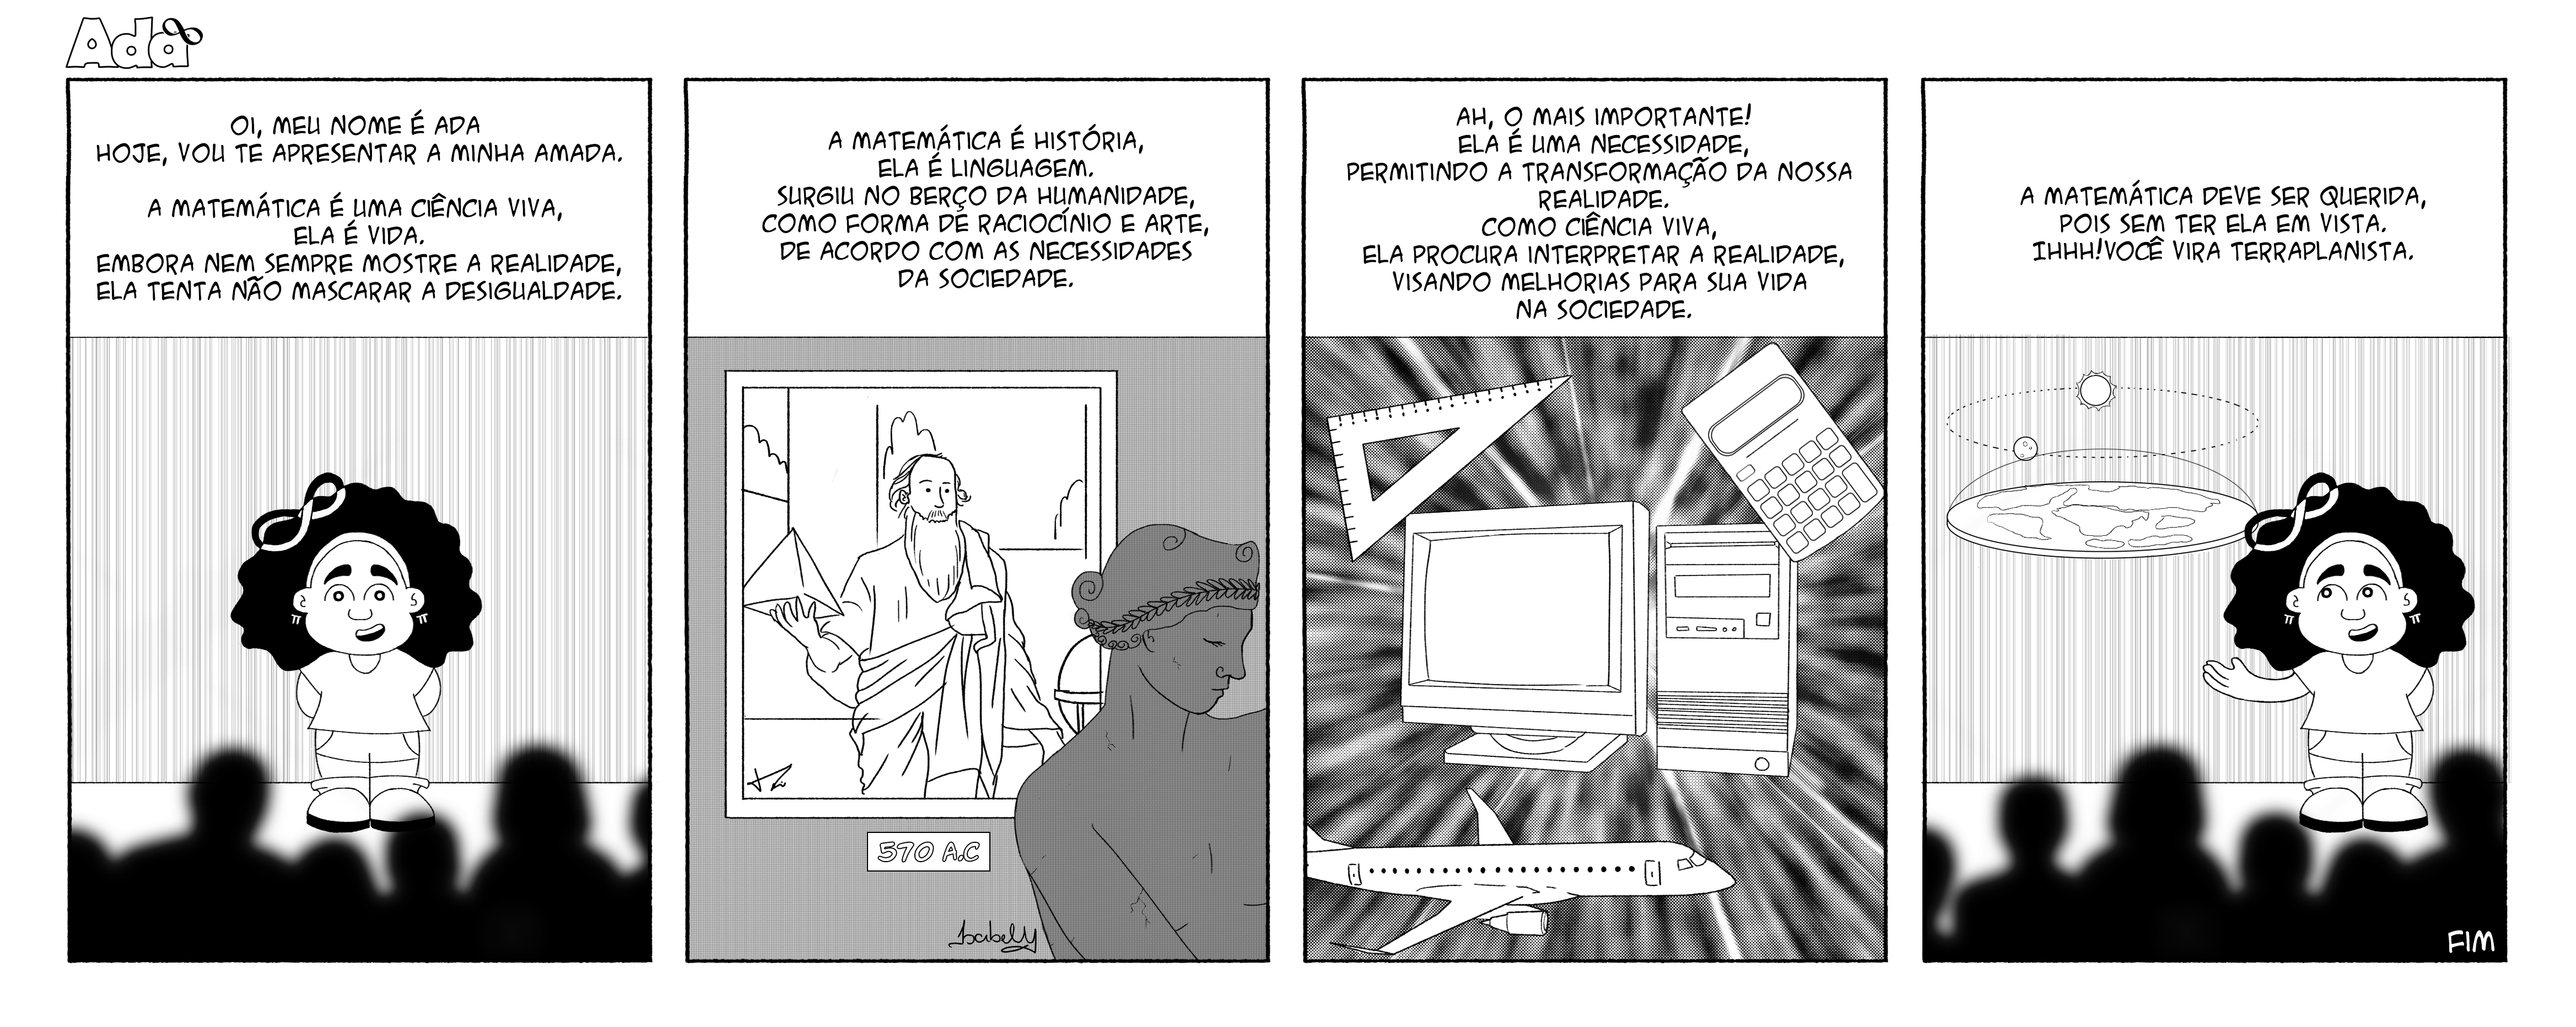 Ada
OI, MEU NOME É ADA
HOJE, VOU TE APRESENTAR A MINHA AMADA.
A MATEMÁTICA É UMA CIÊNCIA VIVA,
ELA É VIDA.
EMBORA NEM SEMPRE MOSTRE A REALIDADE,
ELA TENTA NÃO MASCARAR A DESIGUALDADE.
A MATEMÁTICA É HISTÓRIA,
ELA É LINGUAGEM.
SURGIU NO BERÇO DA HUMANIDADE,
COMO FORMA DE RACIOCÍNIO E ARTE,
DE ACORDO COM AS NECESSIDADES
DA SOCIEDADE.
570 A.C
Isabely
AH, O MAIS IMPORTANTE!
ELA É UMA NECESSIDADE,
PERMITINDO A TRANSFORMAÇÃO DA NOSSA
REALIDADE.
COMO CIÊNCIA VIVA,
ELA PROCURA INTERPRETAR A REALIDADE,
VISANDO MELHORIAS PARA SUA VIDA
NA SOCIEDADE.
A MATEMÁTICA DEVE SER QUERIDA,
POIS SEM TER ELA EM VISTA.
IHHH!VOCÊ VIRA TERRAPLANISTA.
FIM